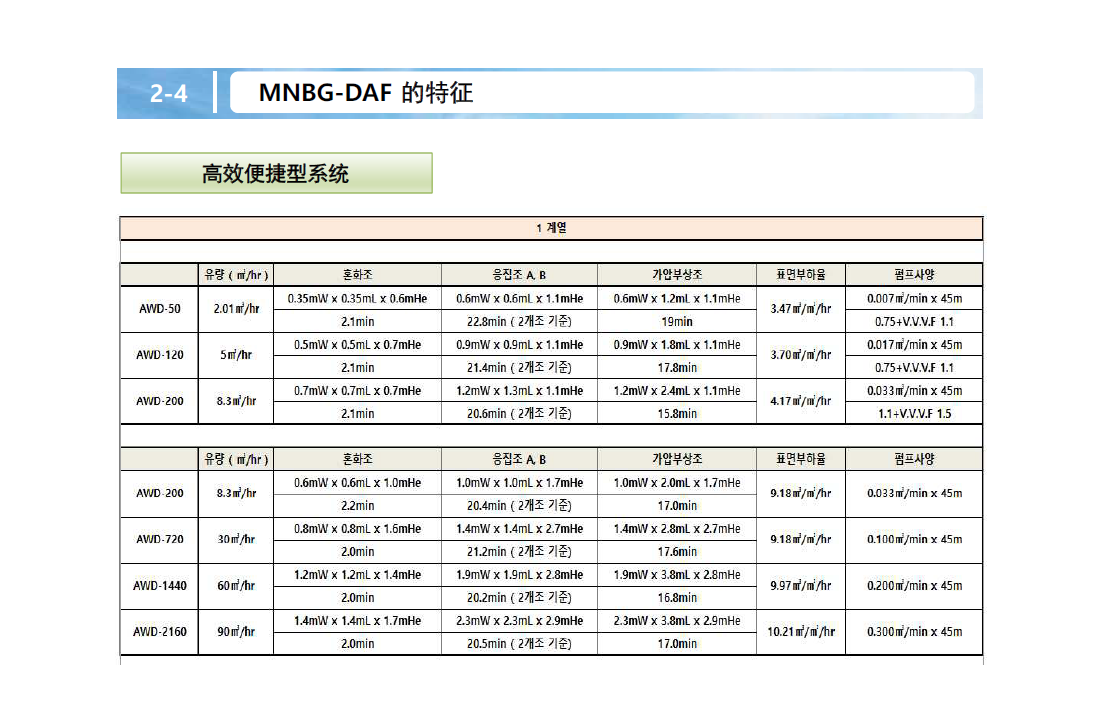 2-4 MNBG-DAF 的特征
高效便捷型系统
1 계열
유량 ( ㎥/hr ) 혼화조 응집조 A, B 가압부상조 표면부하율 펌프사양
AWD-50 2.01㎥/hr 0.35mW x 0.35mL x 0.6mHe 0.6mW x 0.6mL x 1.1mHe 0.6mW x 1.2mL x 1.1mHe 3.47㎥/㎡/hr 0.007㎥/min x 45m
2.1min 22.8min ( 2개조 기준) 19min 0.75+V.V.V.F 1.1
AWD-120 5㎥/hr 0.5mW x 0.5mL x 0.7mHe 0.9mW x 0.9mL x 1.1mHe 0.9mW x 1.8mL x 1.1mHe 3.70㎥/㎡/hr 0.017㎥/min x 45m
2.1min 21.4min ( 2개조 기준) 17.8min 0.75+V.V.V.F 1.1
AWD-200 8.3㎥/hr 0.7mW x 0.7mL x 0.7mHe 1.2mW x 1.3mL x 1.1mHe 1.2mW x 2.4mL x 1.1mHe 4.17㎥/㎡/hr 0.033㎥/min x 45m
2.1min 20.6min ( 2개조 기준) 15.8min 1.1+V.V.V.F 1.5
유량 ( ㎥/hr ) 혼화조 응집조 A, B 가압부상조 표면부하율 펌프사양
AWD-200 8.3㎥/hr 0.6mW x 0.6mL x 1.0mHe 1.0mW x 1.0mL x 1.7mHe 1.0mW x 2.0mL x 1.7mHe 9.18㎥/㎡/hr 0.033㎥/min x 45m
2.2min 20.4min ( 2개조 기준) 17.0min
AWD-720 30㎥/hr 0.8mW x 0.8mL x 1.6mHe 1.4mW x 1.4mL x 2.7mHe 1.4mW x 2.8mL x 2.7mHe 9.18㎥/㎡/hr 0.100㎥/min x 45m
2.0min 21.2min ( 2개조 기준) 17.6min
AWD-1440 60㎥/hr 1.2mW x 1.2mL x 1.4mHe 1.9mW x 1.9mL x 2.8mHe 1.9mW x 3.8mL x 2.8mHe 9.97㎥/㎡/hr 0.200㎥/min x 45m
2.0min 20.2min ( 2개조 기준) 16.8min
AWD-2160 90㎥/hr 1.4mW x 1.4mL x 1.7mHe 2.3mW x 2.3mL x 2.9mHe 2.3mW x 3.8mL x 2.9mHe 10.21㎥/㎡/hr 0.300㎥/min x 45m
2.0min 20.5min ( 2개조 기준) 17.0min